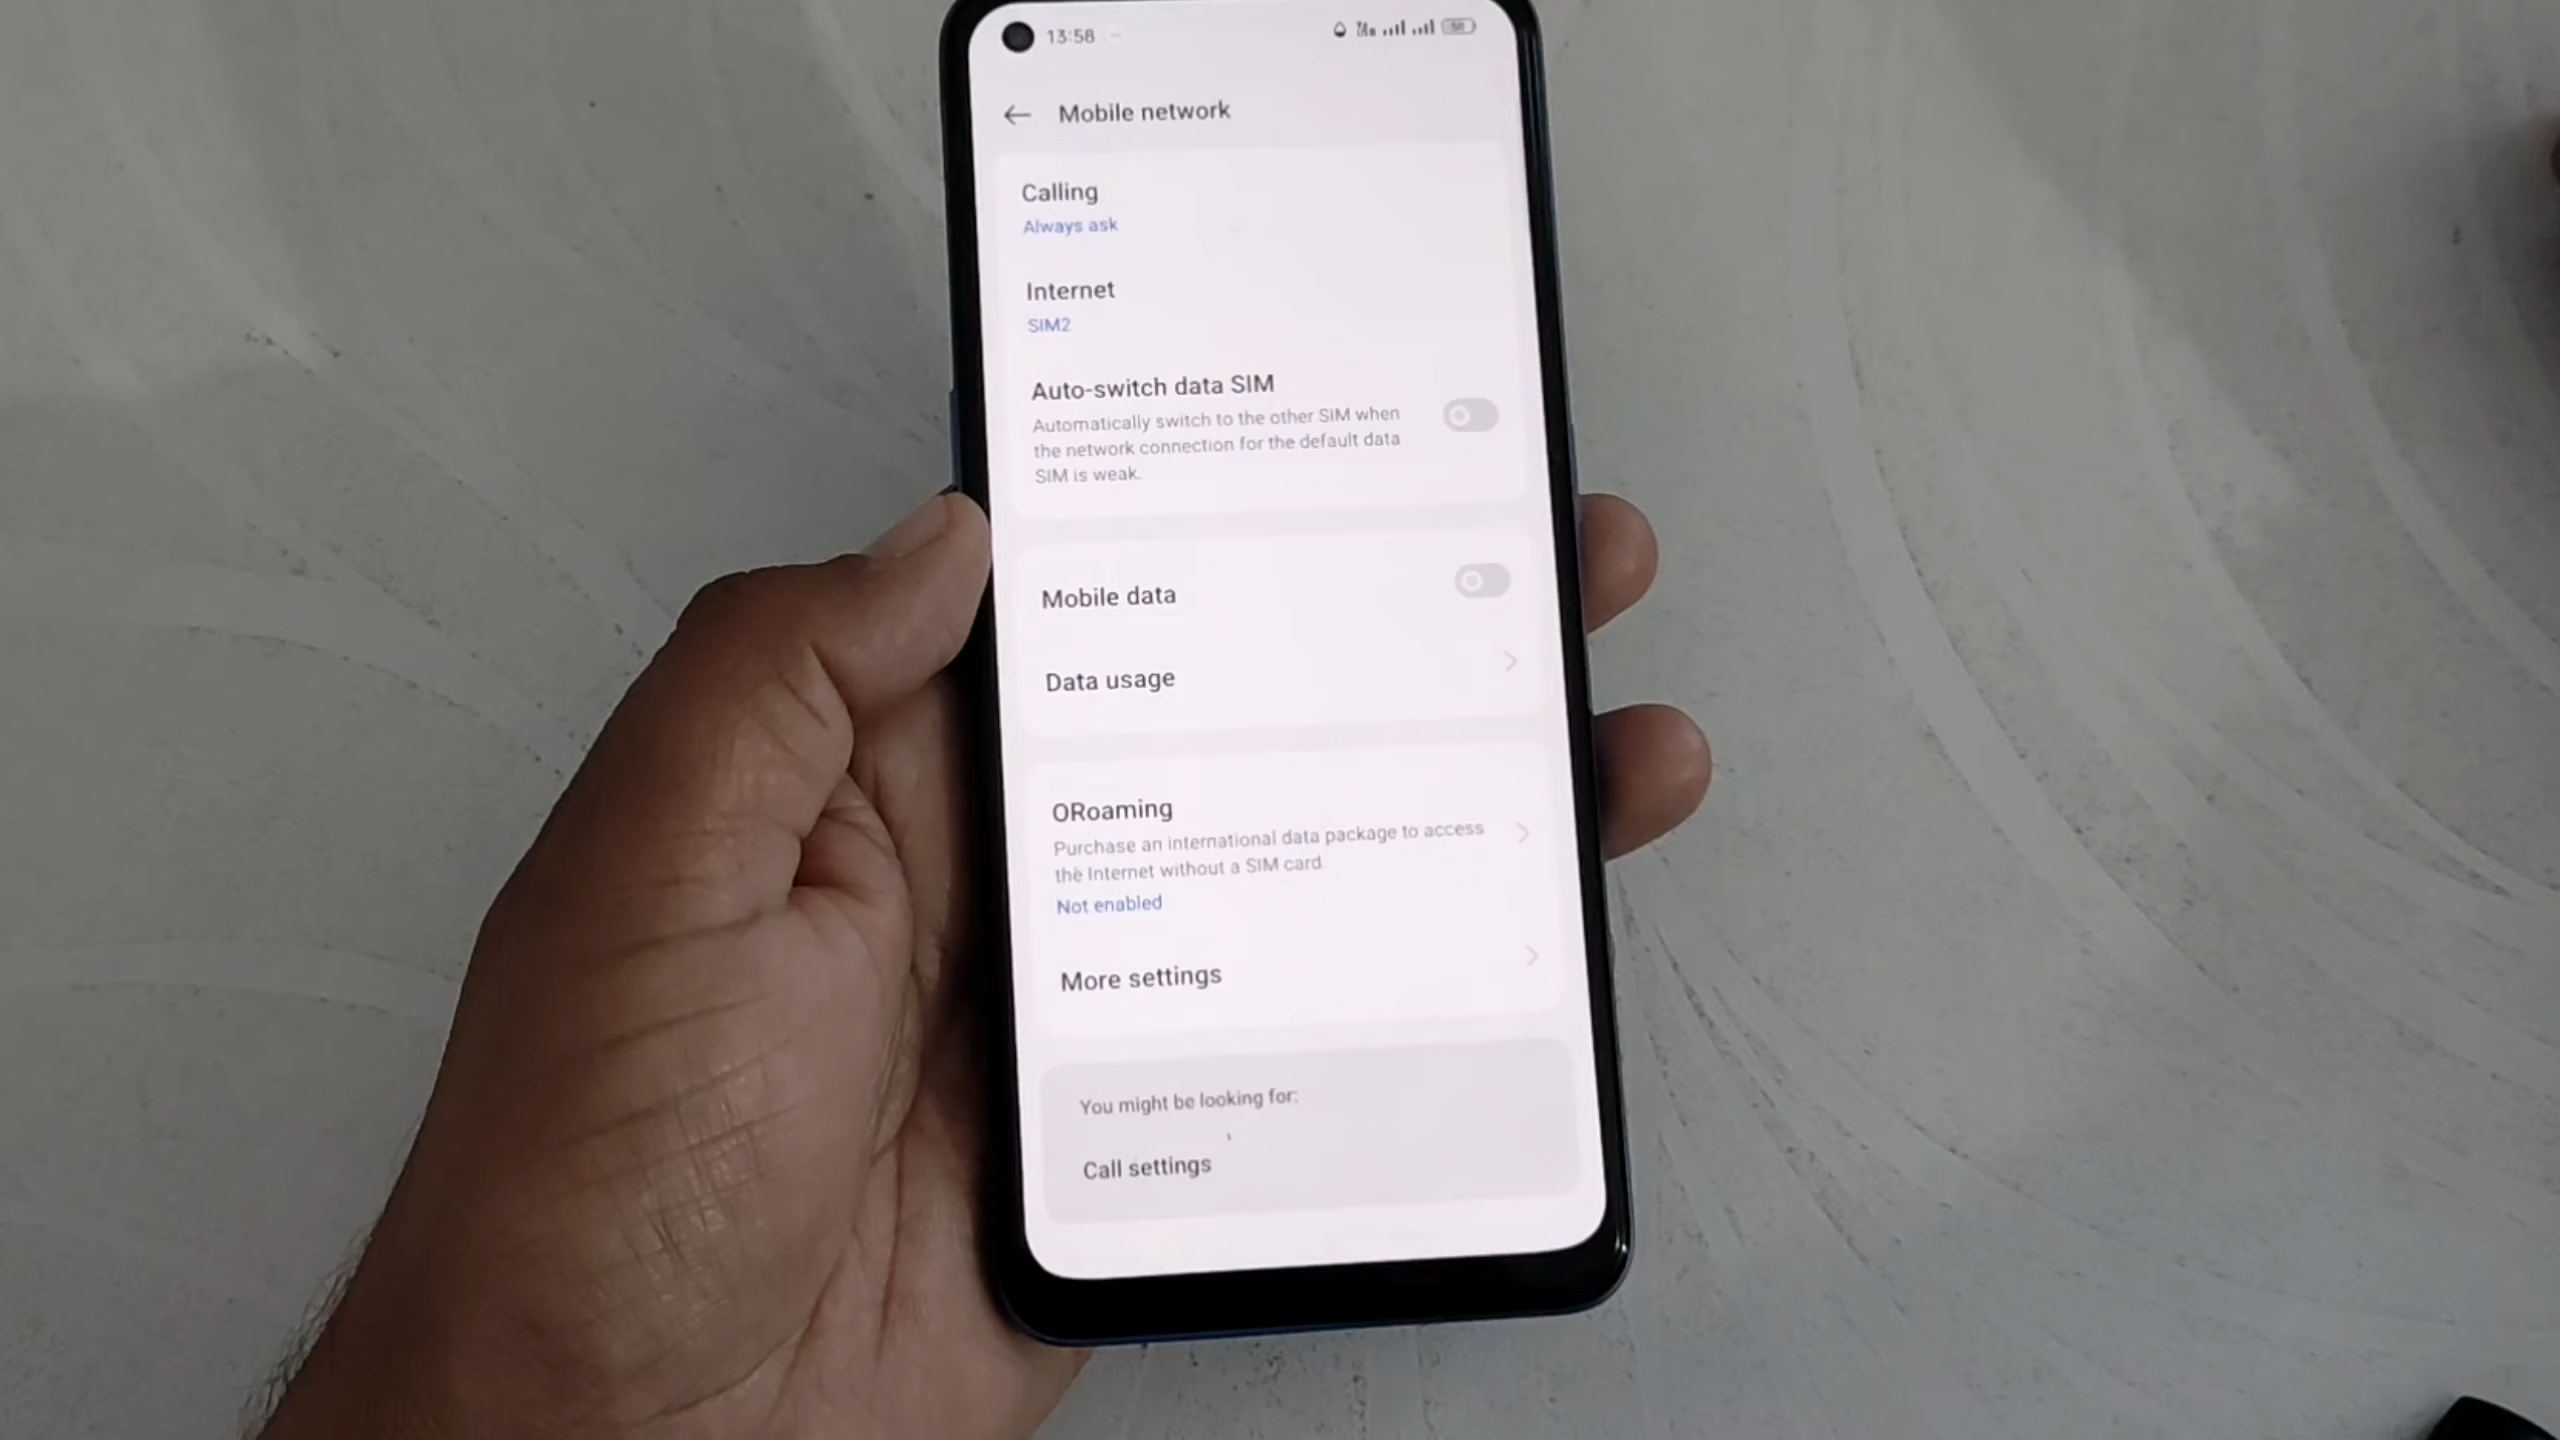 13:58
Mobile network
Calling
Always ask
Internet
SIM2
Auto-switch data SIM
Automatically switch to the other SIM when
the network connection for the default data
SIM is weak.
Mobile data
Data usage
ORoaming
Purchase an international data package to access
the Internet without a SIM card
Not enabled
More settings
You might be looking for:
Call settings